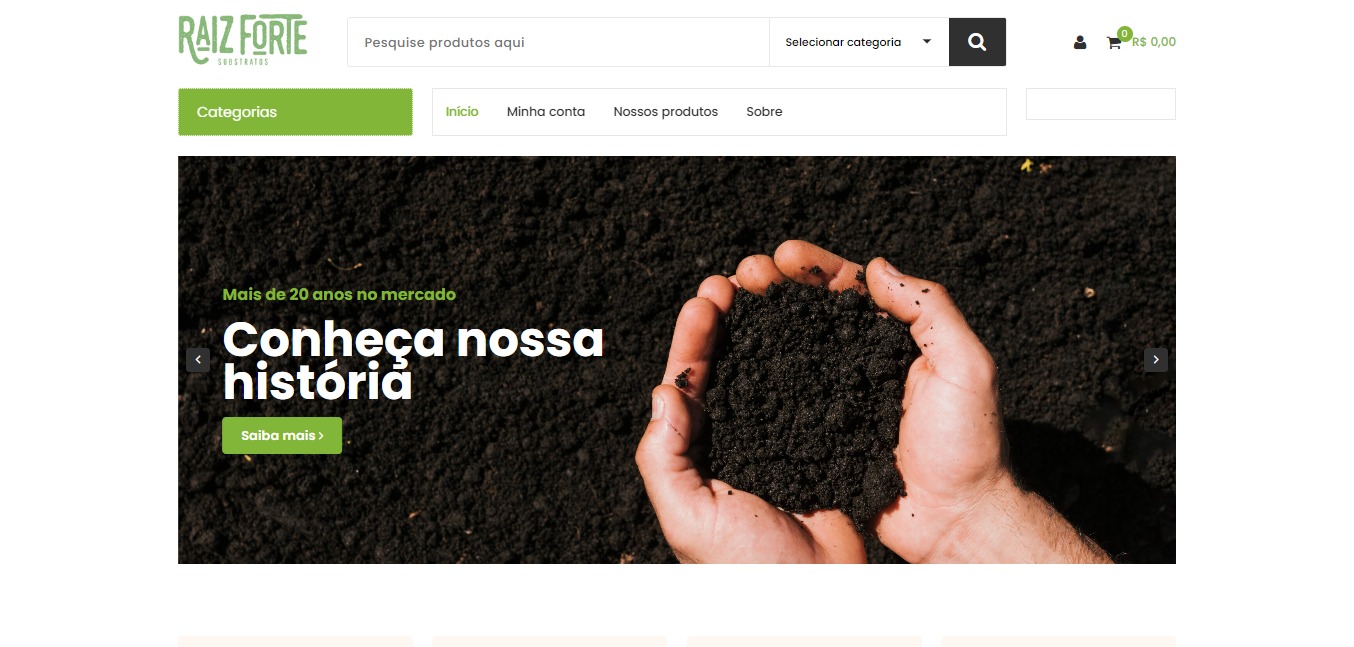 RAIZ FORTE
SUBSTRATOS
Pesquise produtos aqui
Selecionar categoria
0
R$ 0,00
Categorias
Início
Minha conta
Nossos produtos
Sobre
Mais de 20 anos no mercado
Conheça nossa
história
Saiba mais